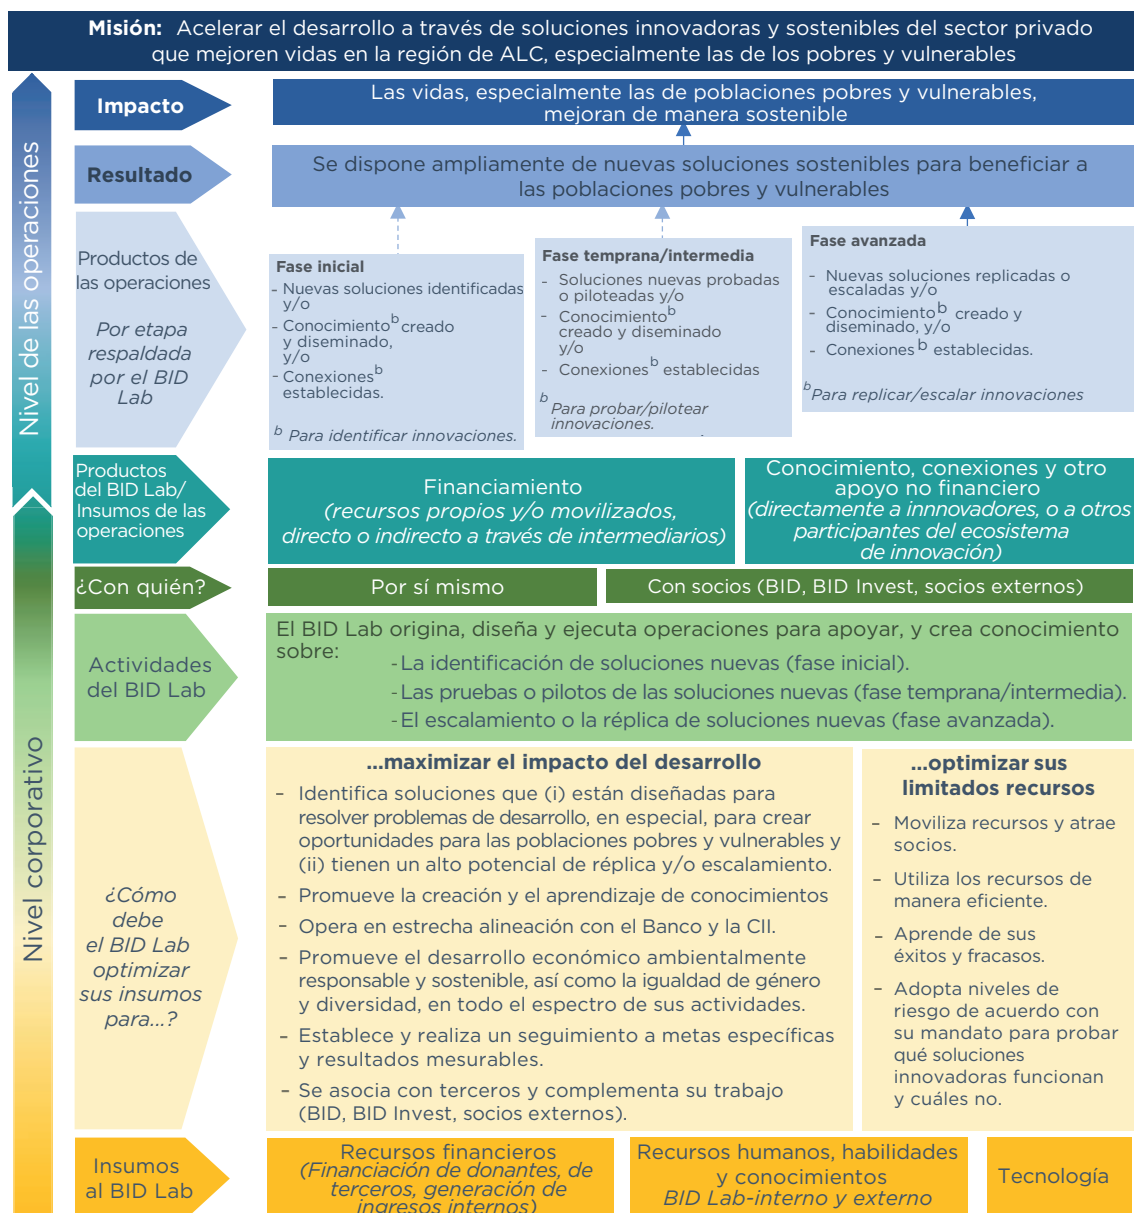 Misión: Acelerar el desarrollo a través de soluciones innovadoras y sostenibles del sector privado
que mejoren vidas en la región de ALC, especialmente las de los pobres y vulnerables
Nivel de las operaciones
Impacto
Las vidas, especialmente las de poblaciones pobres y vulnerables,
mejoran de manera sostenible
Resultado
Se dispone ampliamente de nuevas soluciones sostenibles para beneficiar a
las poblaciones pobres y vulnerables
Productos de
las operaciones
Por etapa
respaldada
por el BID
Lab
Fase inicial
- Nuevas soluciones identificadas
y/o
- Conocimiento b creado
y diseminado,
y/o
- Conexiones b
establecidas.
b Para identificar innovaciones.
Fase temprana/intermedia
- Soluciones nuevas probadas
o piloteadas y/o
- Conocimiento b
creado y diseminado
y/o
- Conexiones b establecidas
b Para probar/pilotear
innovaciones.
Fase avanzada
- Nuevas soluciones replicadas o
escaladas y/o
- Conocimiento b creado y
diseminado, y/o
- Conexiones b establecidas.
b Para replicar/escalar innovaciones
Productos
del BID Lab/
Insumos de las
operaciones
Financiamiento
(recursos propios y/o movilizados,
directo o indirecto a través de intermediarios)
Conocimiento, conexiones y otro
apoyo no financiero
(directamente a innnovadores, o a otros
participantes del ecosistema
de innovación)
Nivel corporativo
¿Con quién?
Por sí mismo
Con socios (BID, BID Invest, socios externos)
Actividades
del BID Lab
El BID Lab origina, diseña y ejecuta operaciones para apoyar, y crea conocimiento
sobre:
- La identificación de soluciones nuevas (fase inicial).
- Las pruebas o pilotos de las soluciones nuevas (fase temprana/intermedia).
- El escalamiento o la réplica de soluciones nuevas (fase avanzada).
¿Cómo
debe
el BID Lab
optimizar
sus insumos
para...?
...maximizar el impacto del desarrollo
- Identifica soluciones que (i) están diseñadas para
resolver problemas de desarrollo, en especial, para crear
oportunidades para las poblaciones pobres y vulnerables y
(ii) tienen un alto potencial de réplica y/o escalamiento.
- Promueve la creación y el aprendizaje de conocimientos
- Opera en estrecha alineación con el Banco y la CII.
- Promueve el desarrollo económico ambientalmente
responsable y sostenible, así como la igualdad de género
y diversidad, en todo el espectro de sus actividades.
- Establece y realiza un seguimiento a metas específicas
y resultados mesurables.
- Se asocia con terceros y complementa su trabajo
(BID, BID Invest, socios externos).
...optimizar sus
limitados recursos
- Moviliza recursos y atrae
socios.
- Utiliza los recursos de
manera eficiente.
- Aprende de sus
éxitos y fracasos.
- Adopta niveles de
riesgo de acuerdo con
su mandato para probar
qué soluciones
innovadoras funcionan
y cuáles no.
Insumos
al BID Lab
Recursos financieros
(Financiación de donantes, de
terceros, generación de
ingresos internos)
Recursos humanos, habilidades
y conocimientos
BID Lab-interno y externo
Tecnología